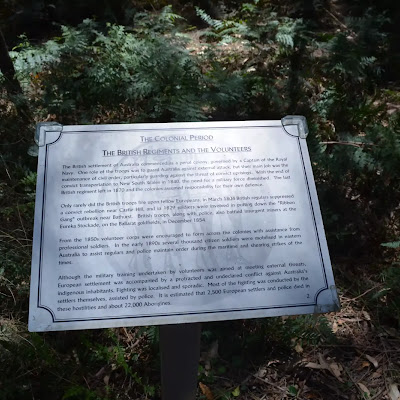 THE COLONIAL PERIOD
THE BRITISH REGIMENTS AND THE VOLUNTEERS
The British settlement of Australia commenced as a penal colony, governed by a Captain of the Royal
Navy. One role of the troops was to guard Australia against external attack, but their main job was the
maintenance of civil order, particularly guarding against the threat of convict uprisings. With the end of
convict transportation to New South Wales in 1840, the need for a military force diminished. The last
British regiment left in 1870 and the colonies assumed responsibility for their own defence.
Only rarely did the British troops fire upon fellow Europeans. In March 1804 British regulars suppressed
a convict rebellion near Castle Hill, and in 1829 soldiers were involved in putting down the "Ribbon
Gang" outbreak near Bathurst. British troops, along with police, also battled insurgent miners at the
Eureka Stockade, on the Ballarat goldfields, in December 1854.
From the 1850s volunteer corps were encouraged to form across the colonies with assistance from
professional soldiers. In the early 1890s several thousand citizen soldiers were mobilised in eastern
Australia to assist regulars and police maintain order during the maritime and shearing strikes of the
times.
Although the military training undertaken by volunteers was aimed at meeting external threats,
European settlement was accompanied by a protracted and undeclared conflict against Australia's
Indigenous inhabitants. Fighting was localised and sporadic. Most of the fighting was conducted by the
settlers themselves, assisted by police. It is estimated that 2,500 European settlers and police died in
these hostilities and about 22,000 Aborigines.
2